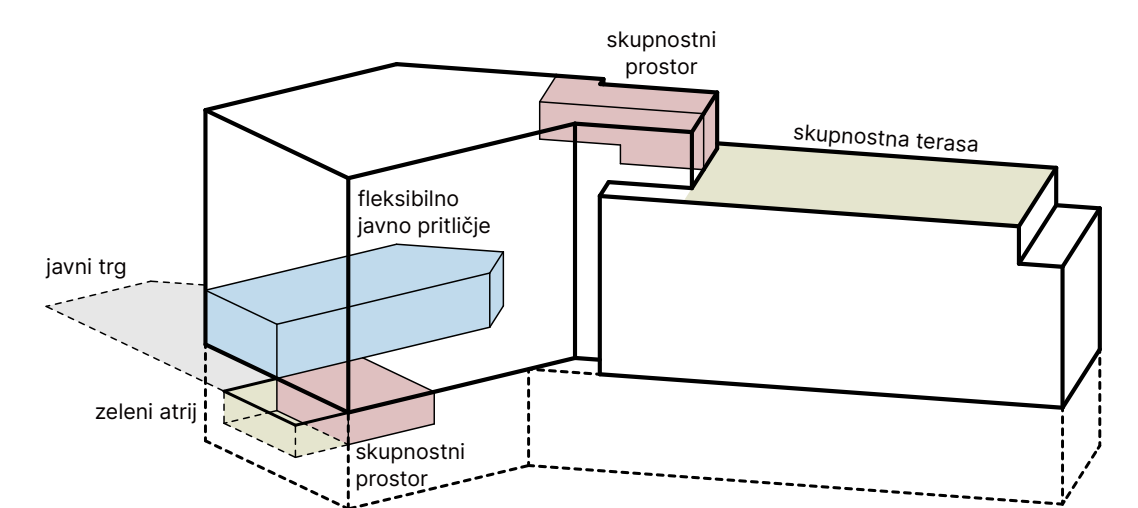 skupnostni
prostor
skupnostna terasa
fleksibilno
javno pritličje
javni trg
zeleni atrij
skupnostni
prostor